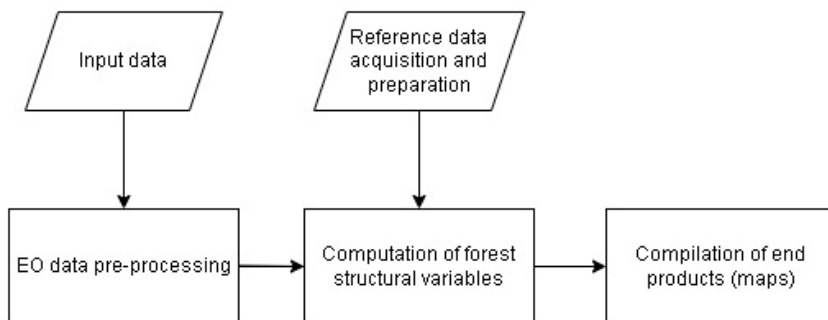 Input data
Reference data
acquisition and
preparation
EO data pre-processing
Computation of forest
structural variables
Compilation of end
products (maps)